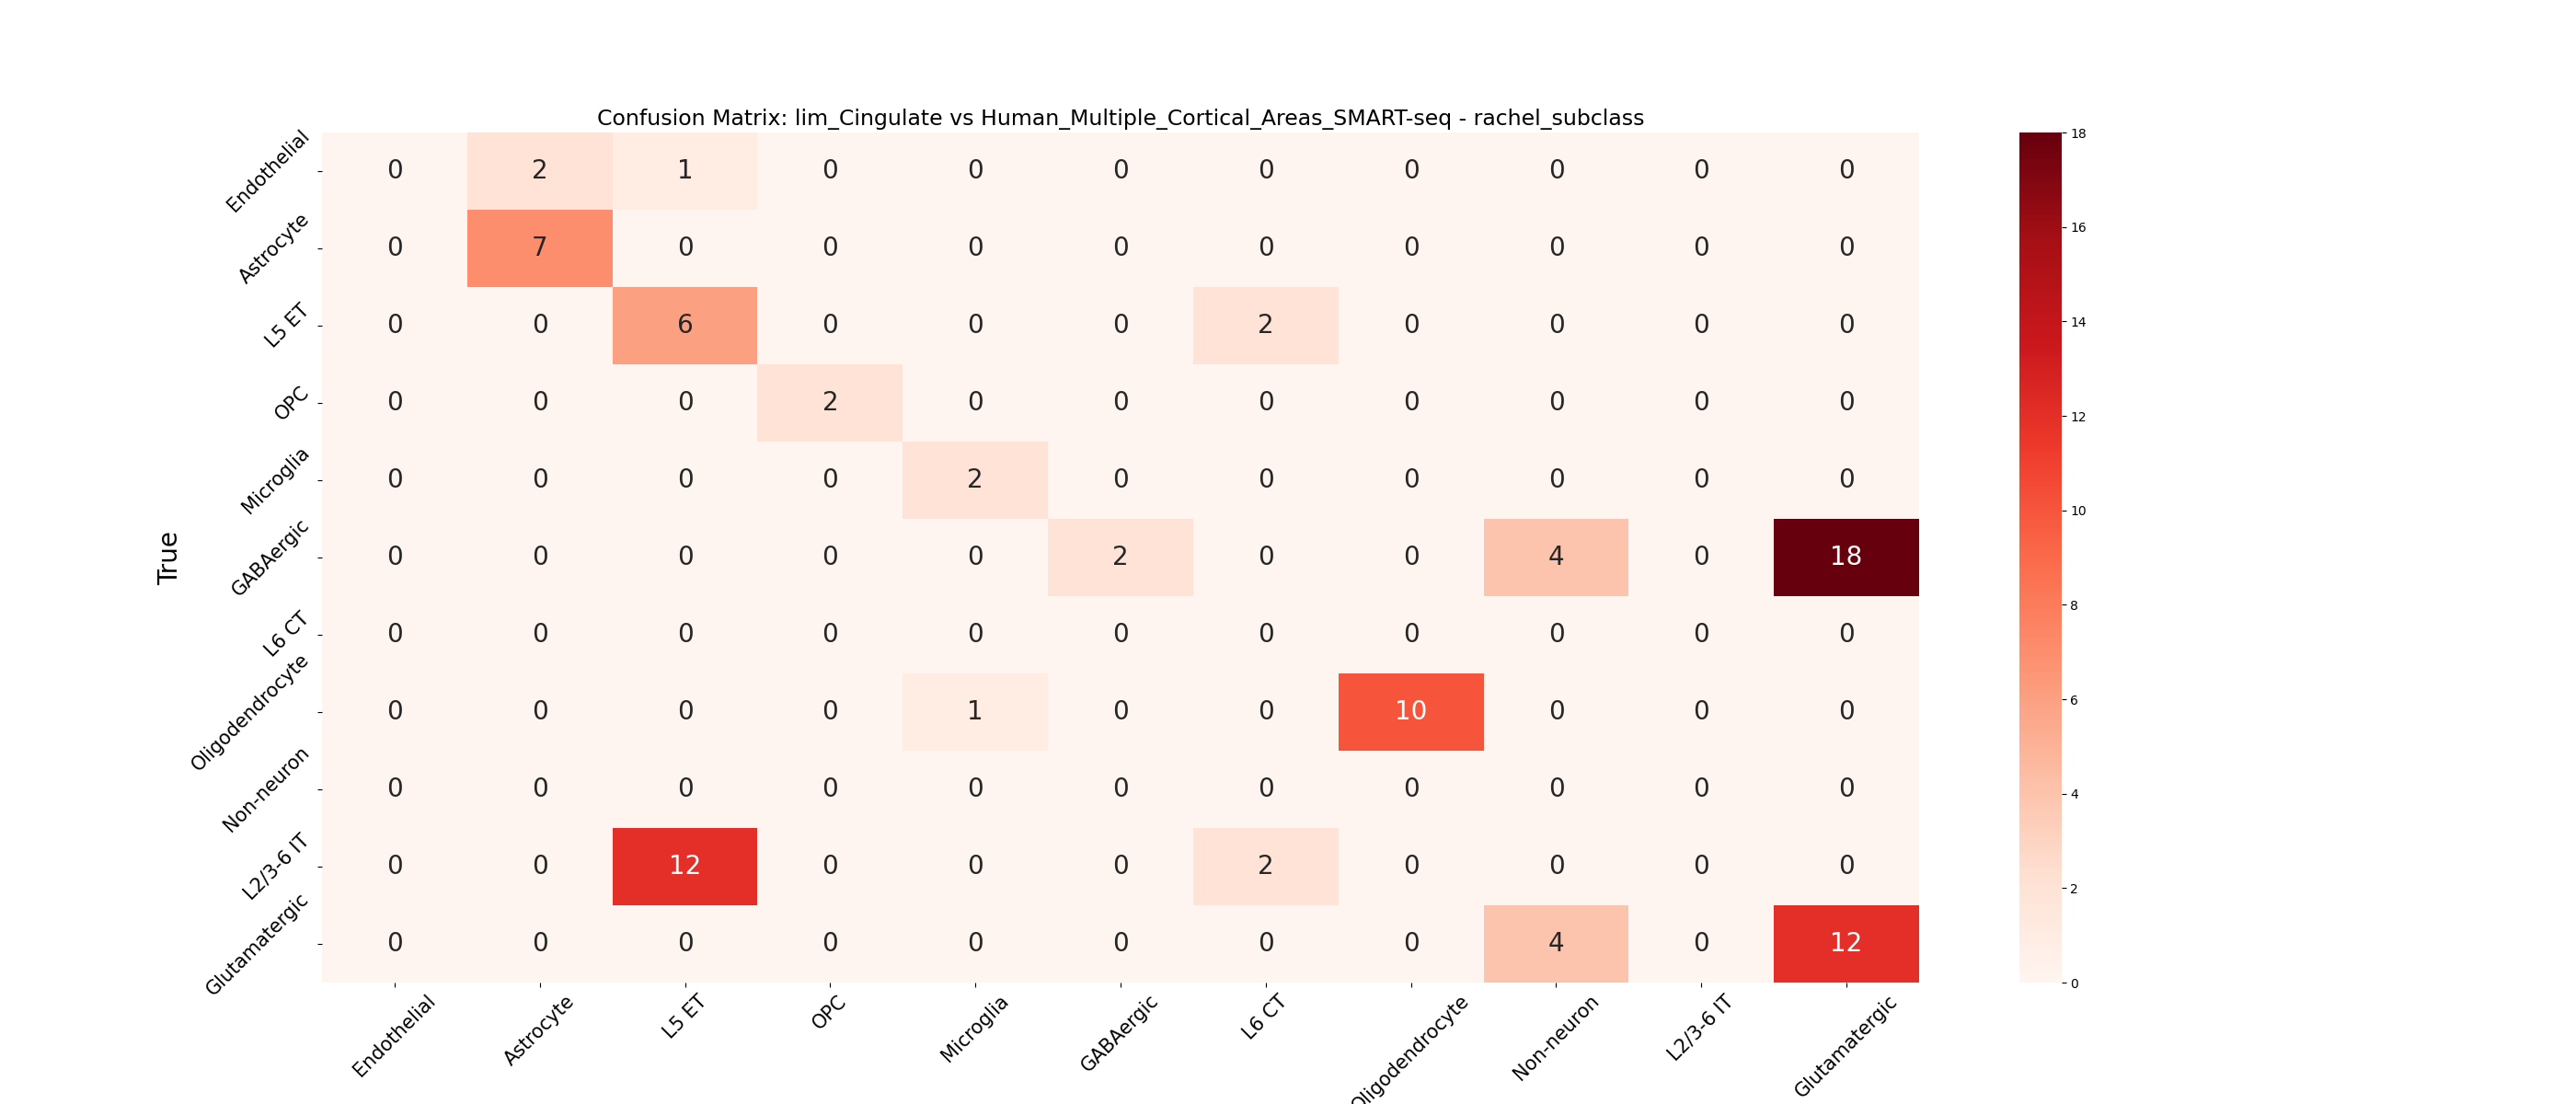 Confusion Matrix: lim_Cingulate vs Human_Multiple_Cortical_Areas_SMART-seq - rachel_subclass
True
Endothelial 0 2 1 0 0 0 0 0 0 0 0
Astrocyte 0 7 0 0 0 0 0 0 0 0 0
L5 ET 0 0 6 0 0 0 2 0 0 0 0
OPC 0 0 0 2 0 0 0 0 0 0 0
Microglia 0 0 0 0 2 0 0 0 0 0 0
GABAergic 0 0 0 0 0 2 0 0 4 0 18
L6 CT 0 0 0 0 0 0 0 0 0 0 0
Oligodendrocyte 0 0 0 0 1 0 0 10 0 0 0
Non-neuron 0 0 0 0 0 0 0 0 0 0 0
L2/3-6 IT 0 0 12 0 0 0 2 0 0 0 0
Glutamatergic 0 0 0 0 0 0 0 0 4 0 12
Endothelial Astrocyte L5 ET OPC Microglia GABAergic L6 CT Oligodendrocyte Non-neuron L2/3-6 IT Glutamatergic
18
16
14
12
10
8
6
4
2
0